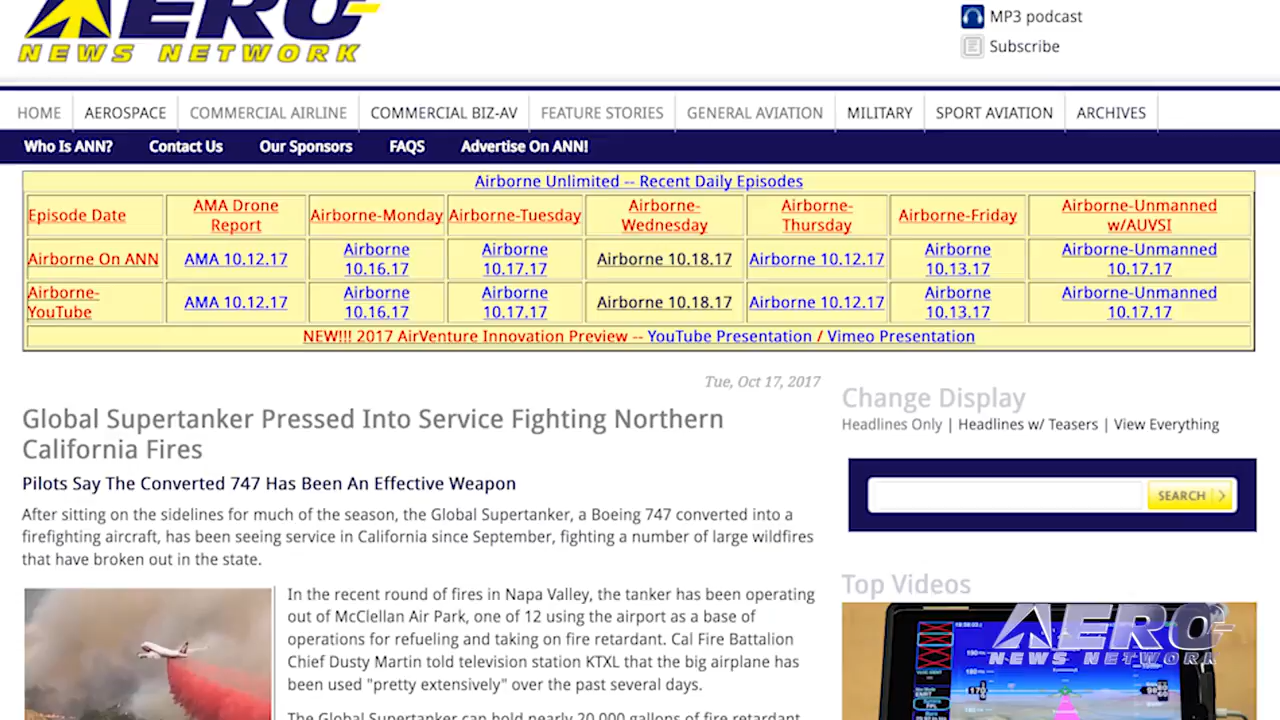 AERO
NEWS NETWORK
MP3 podcast
Subscribe
HOME AEROSPACE COMMERCIAL AIRLINE COMMERCIAL BIZ-AV FEATURE STORIES GENERAL AVIATION MILITARY SPORT AVIATION ARCHIVES
Who Is ANN? Contact Us Our Sponsors FAQS Advertise On ANN!
Airborne Unlimited -- Recent Daily Episodes
Episode Date
AMA Drone
Report
Airborne-Monday
Airborne-Tuesday
Airborne-
Wednesday
Airborne-
Thursday
Airborne-Friday
Airborne-Unmanned
w/AUVSI
Airborne On ANN
AMA 10.12.17
Airborne
10.16.17
Airborne
10.17.17
Airborne 10.18.17
Airborne 10.12.17
Airborne
10.13.17
Airborne-Unmanned
10.17.17
Airborne-
YouTube
AMA 10.12.17
Airborne
10.16.17
Airborne
10.17.17
Airborne 10.18.17
Airborne 10.12.17
Airborne
10.13.17
Airborne-Unmanned
10.17.17
NEW!!! 2017 AirVenture Innovation Preview -- YouTube Presentation / Vimeo Presentation
Tue, Oct 17, 2017
Global Supertanker Pressed Into Service Fighting Northern
California Fires
Pilots Say The Converted 747 Has Been An Effective Weapon
After sitting on the sidelines for much of the season, the Global Supertanker, a Boeing 747 converted into a
firefighting aircraft, has been seeing service in California since September, fighting a number of large wildfires
that have broken out in the state.
In the recent round of fires in Napa Valley, the tanker has been operating
out of McClellan Air Park, one of 12 using the airport as a base of
operations for refueling and taking on fire retardant. Cal Fire Battalion
Chief Dusty Martin told television station KTXL that the big airplane has
been used "pretty extensively" over the past several days.
The Global Supertanker can hold nearly 20,000 gallons of fire retardant
Change Display
Headlines Only | Headlines w/ Teasers | View Everything
SEARCH
Top Videos
AERO
NEWS NETWORK